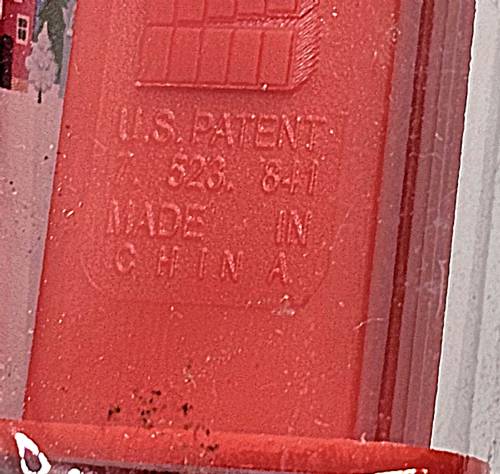 U.S. PATENT
7. 523. 841
MADE IN
CHINA